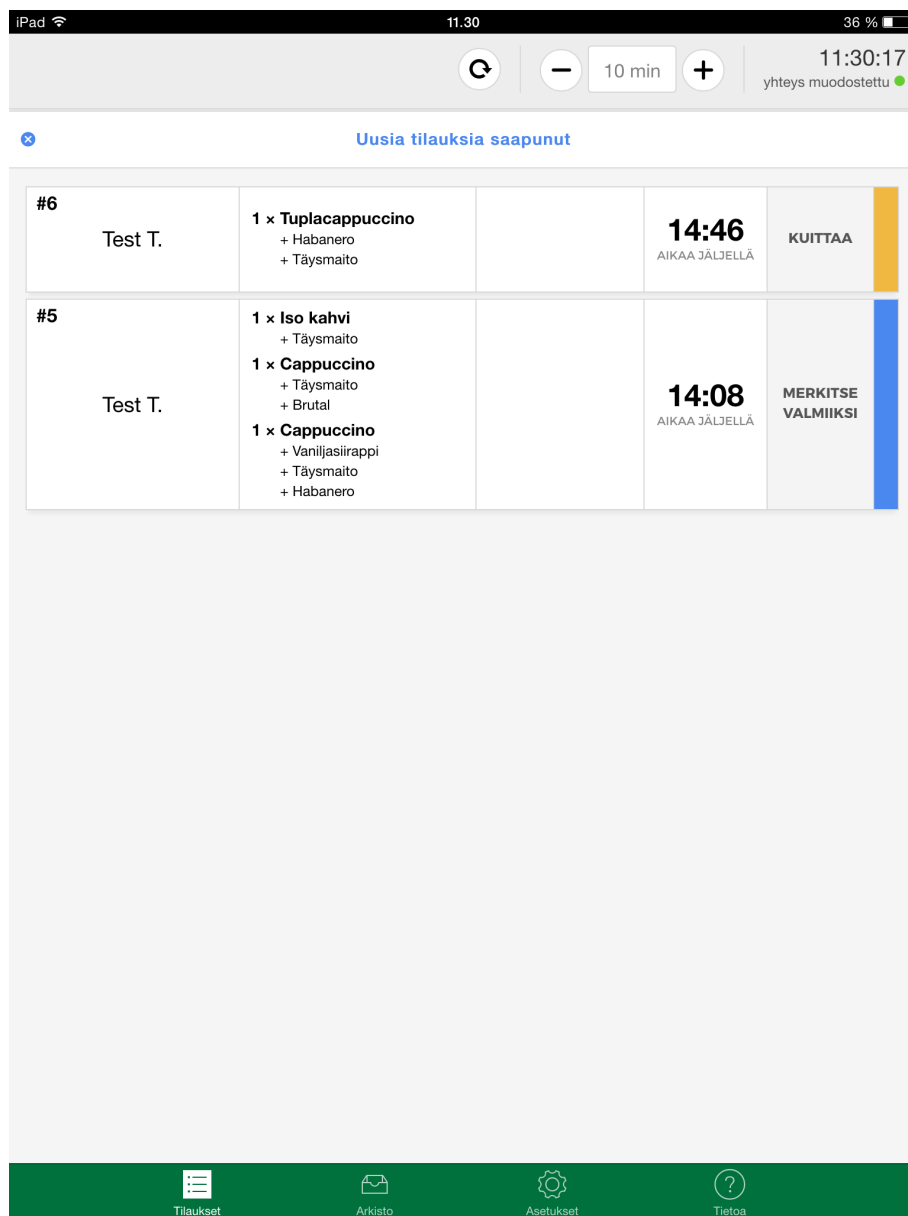 iPad 11.30 36 %
10 min
11:30:17
yhteys muodostettu
Uusia tilauksia saapunut
#6
Test T.
1 × Tuplacappuccino
+ Habanero
+ Täysmaito
14:46
AIKAA JÄLJELLÄ
KUITTAA
#5
Test T.
1 × Iso kahvi
+ Täysmaito
1 × Cappuccino
+ Täysmaito
+ Brutal
1 × Cappuccino
+ Vaniljasiirappi
+ Täysmaito
+ Habanero
14:08
AIKAA JÄLJELLÄ
MERKITSE
VALMIIKSI
Tilaukset
Arkisto
Asetukset
Tietoa